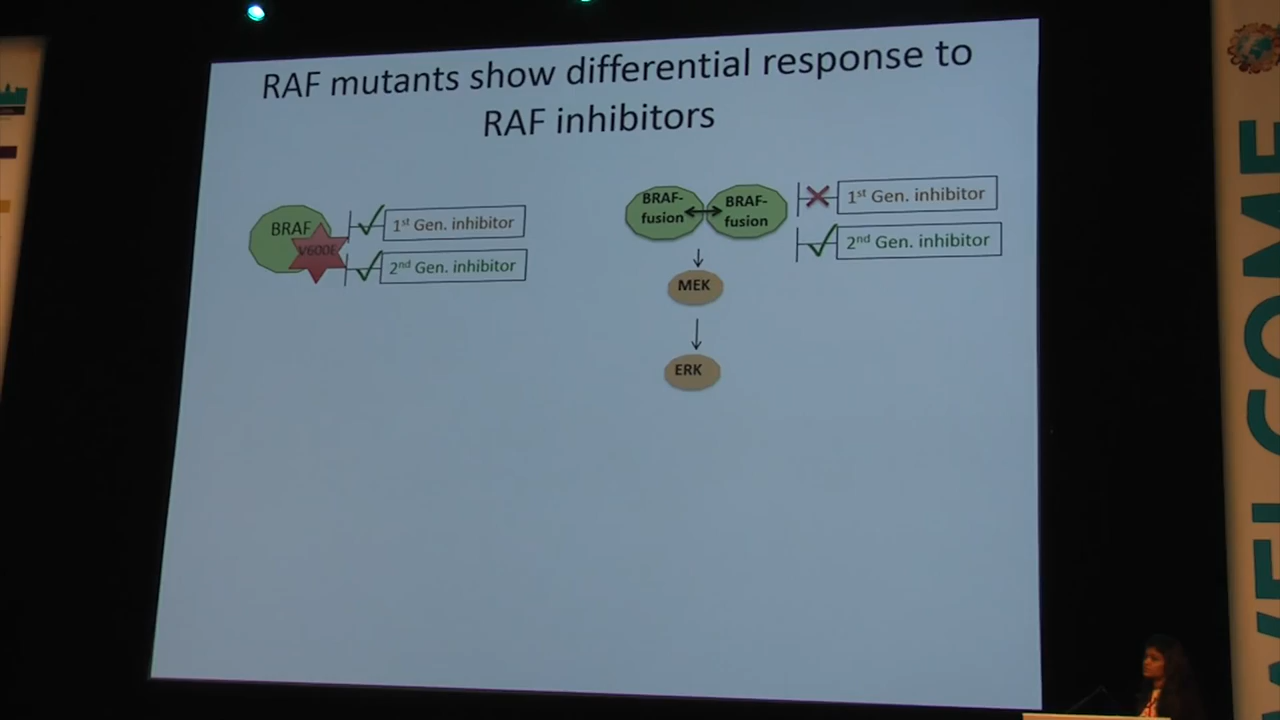 RAF mutants show differential response to
RAF inhibitors
BRAF
V600E
1st Gen. inhibitor
2nd Gen. inhibitor
BRAF-
fusion
BRAF-
fusion
1st Gen. inhibitor
2nd Gen. inhibitor
MEK
ERK
WELCOME